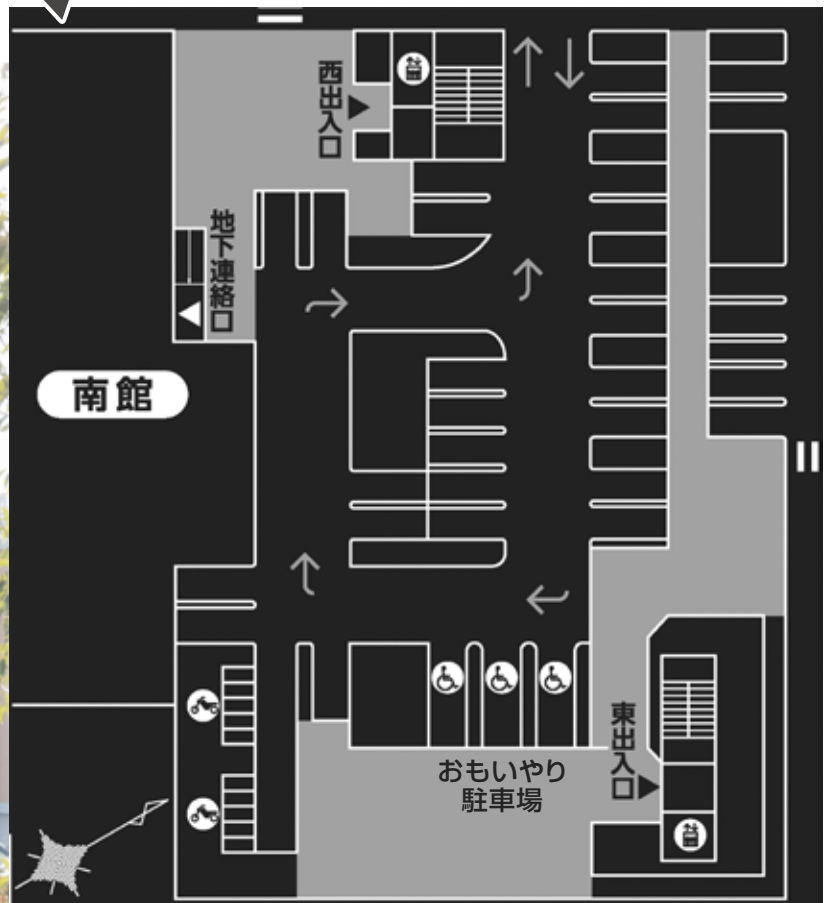 西出入口
地下連絡口
南館
おもいやり
駐車場
東出入口